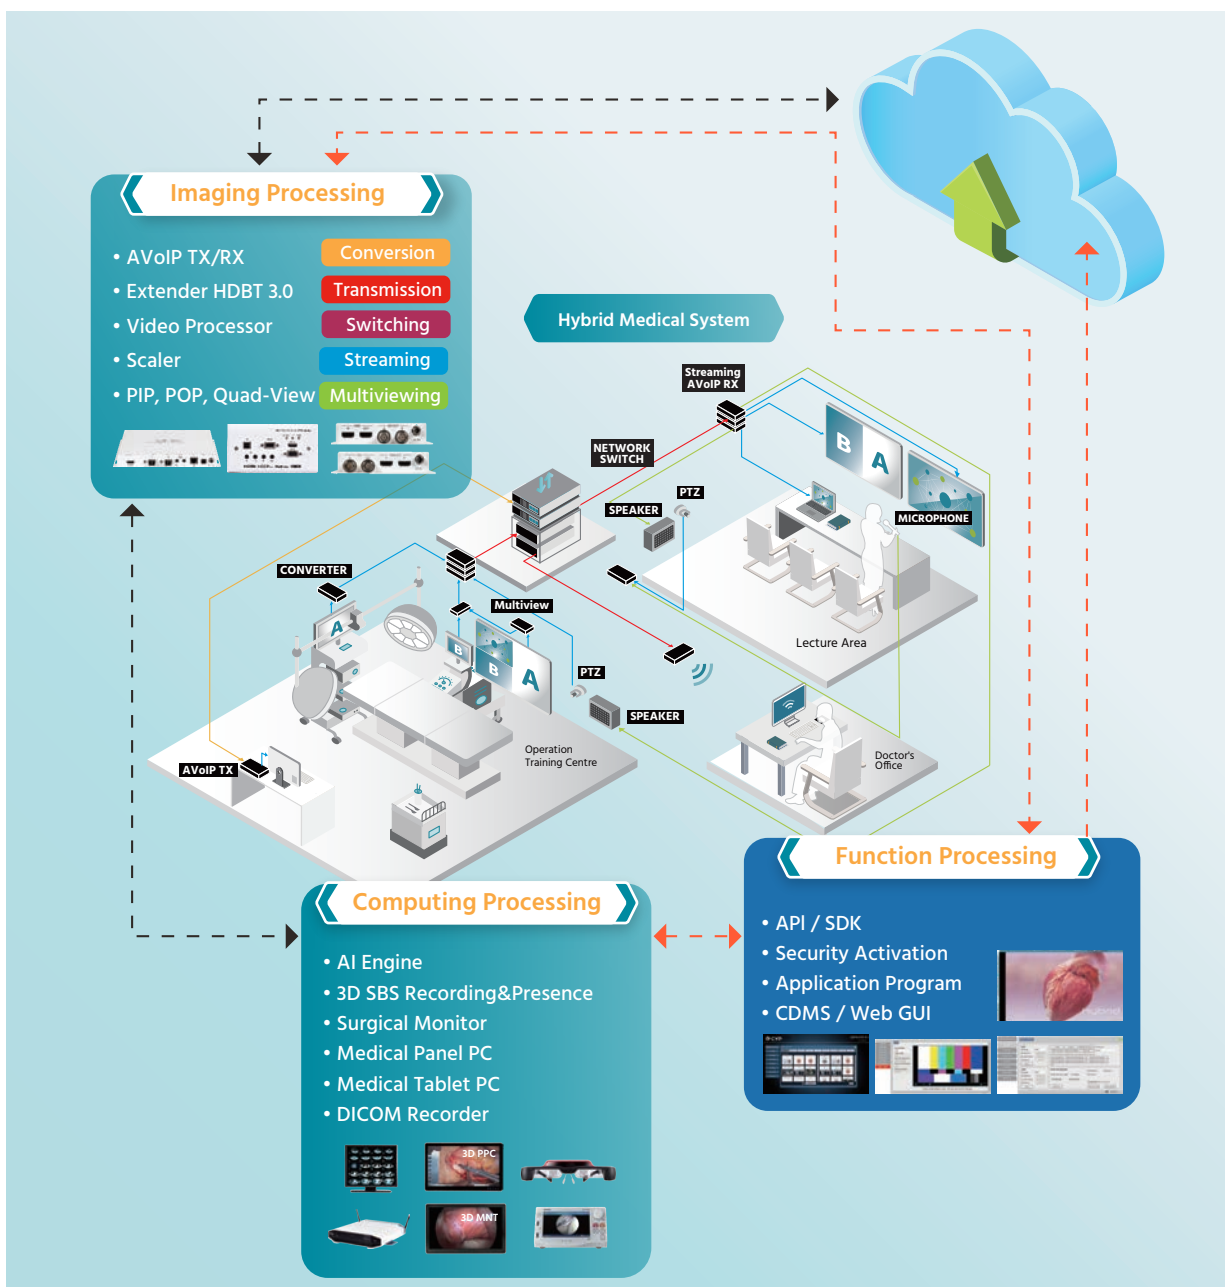 Imaging Processing
• AVoIP TX/RX
Conversion
• Extender HDBT 3.0
Transmission
• Video Processor
Switching
• Scaler
Streaming
• PIP, POP, Quad-View
Multiviewing
Hybrid Medical System
Streaming
AVoIP RX
NETWORK
SWITCH
B
A
PTZ
SPEAKER
MICROPHONE
CONVERTER
Multiview
Lecture Area
A
B
B
A
PTZ
SPEAKER
Operation
Training Centre
Doctor's
Office
AVoIP TX
Function Processing
• API / SDK
• Security Activation
• Application Program
• CDMS / Web GUI
Hybrid
Computing Processing
• AI Engine
• 3D SBS Recording&Presence
• Surgical Monitor
• Medical Panel PC
• Medical Tablet PC
• DICOM Recorder
3D PPC
3D MNT